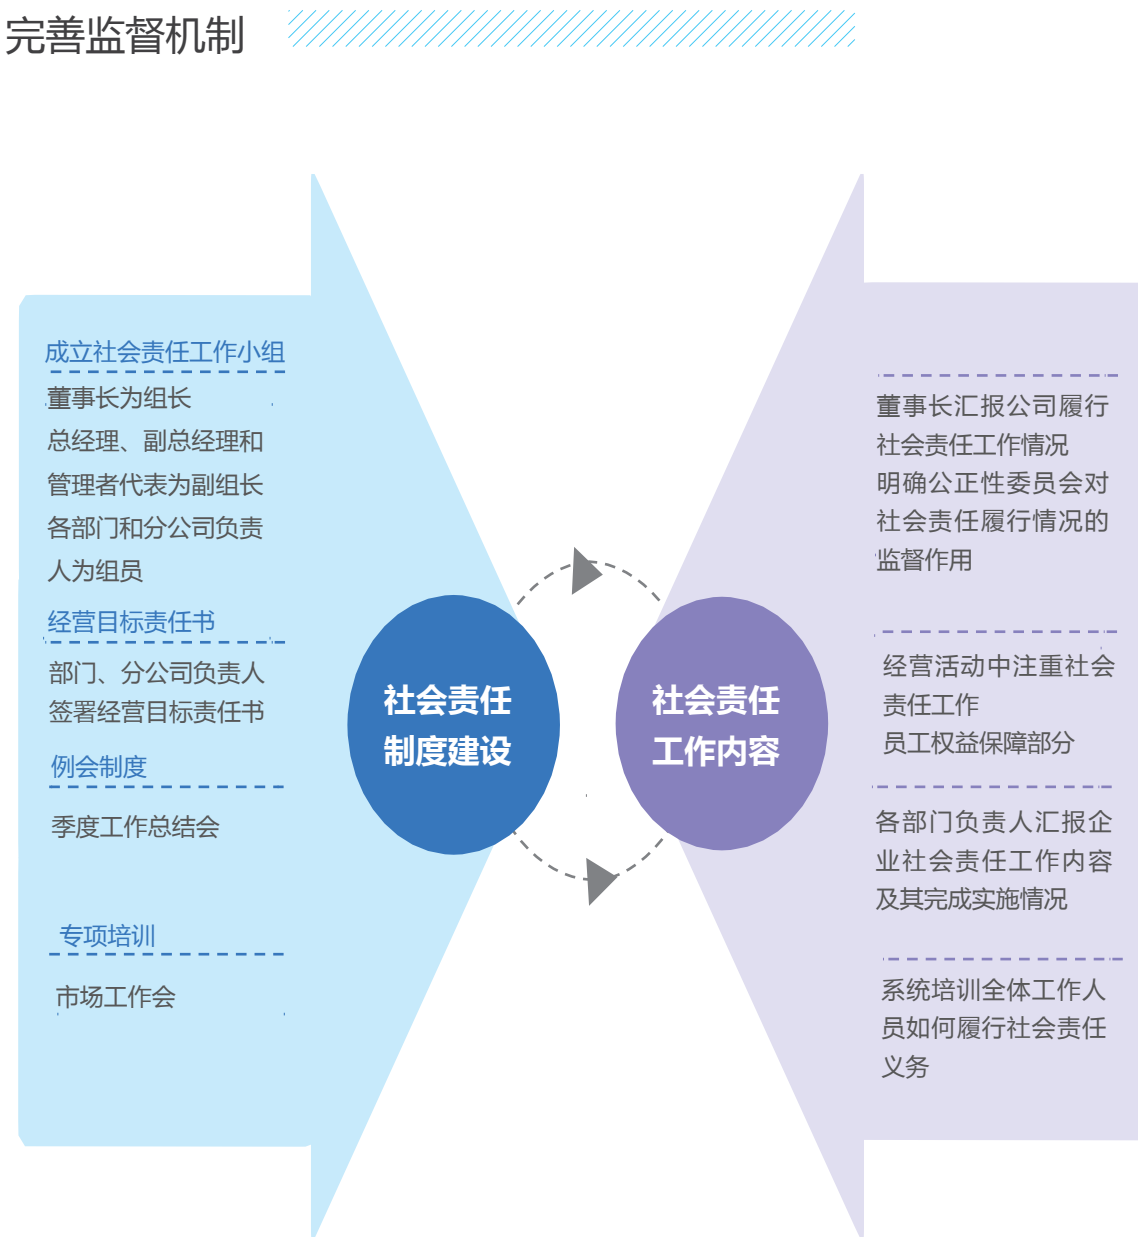 完善监督机制
成立社会责任工作小组
董事长为组长
总经理、副总经理和
管理者代表为副组长
各部门和分公司负责
人为组员
经营目标责任书
部门、分公司负责人
签署经营目标责任书
例会制度
季度工作总结会
专项培训
市场工作会
社会责任
制度建设
社会责任
工作内容
董事长汇报公司履行
社会责任工作情况
明确公正性委员会对
社会责任履行情况的
监督作用
经营活动中注重社会
责任工作
员工权益保障部分
各部门负责人汇报企
业社会责任工作内容
及其完成实施情况
系统培训全体工作人
员如何履行社会责任
义务